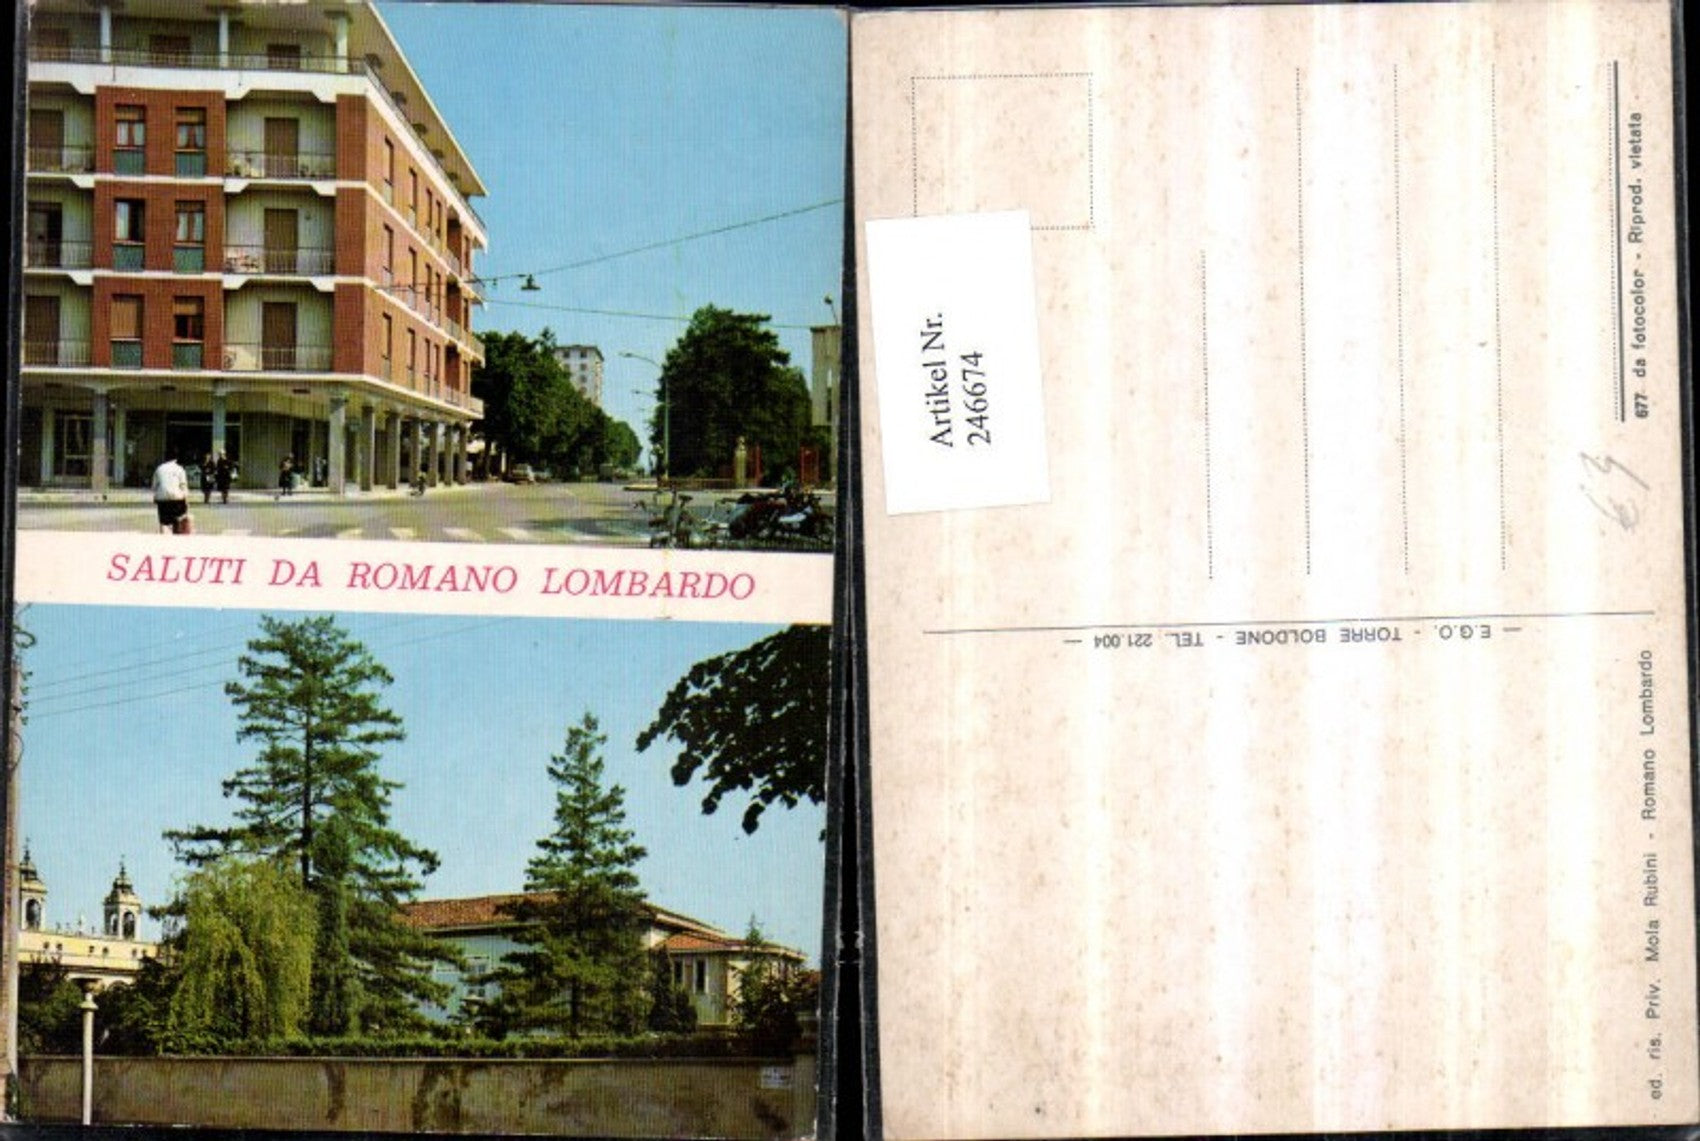 SALUTI DA ROMANO LOMBARDO
Artikel Nr.
246674
677 da fotocolor - Riprod. vietata
E.G.O. - TORRE BOLDONE - TEL. 221.004 —
ed. ris. Priv. Mola Rubini - Romano Lombardo